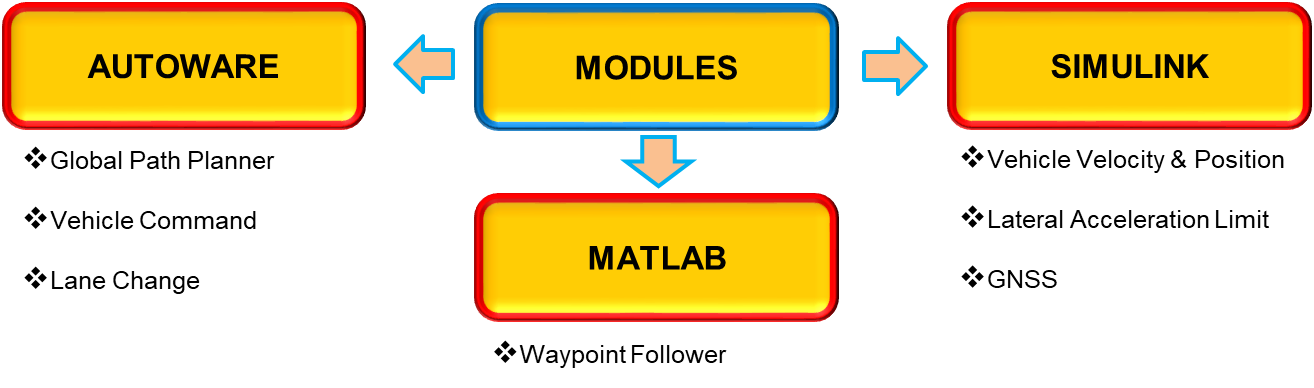 AUTOWARE
MODULES
SIMULINK
❖Global Path Planner
❖Vehicle Command
❖Lane Change
MATLAB
❖Waypoint Follower
❖Vehicle Velocity & Position
❖Lateral Acceleration Limit
❖GNSS